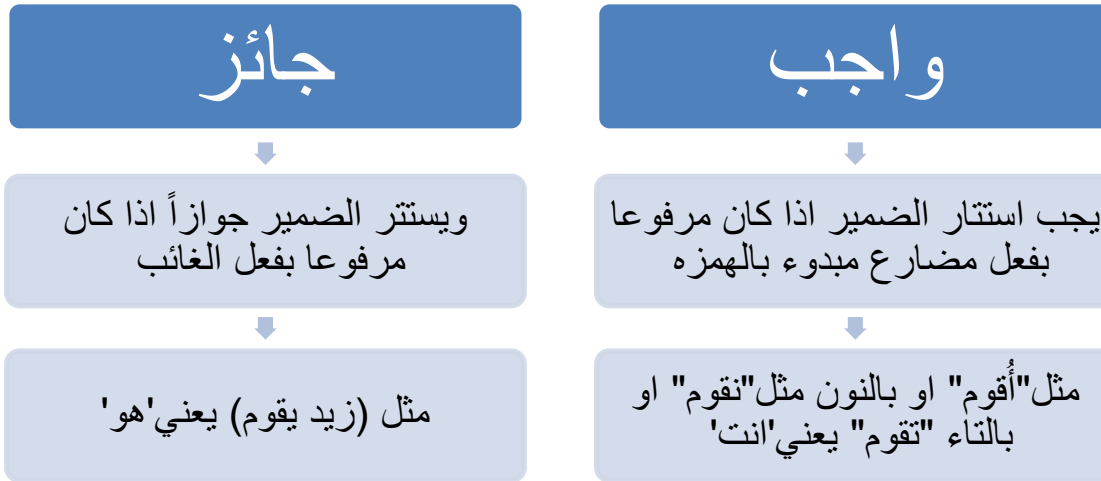 واجب
يجب استتار الضمير اذا كان مرفوعا
بفعل مضارع مبدوء بالهمزه
مثل"أُقوم" او بالنون مثل"نقوم" او
بالتاء "تقوم" يعني'انت'
جائز
ويستتر الضمير جوازاً اذا كان
مرفوعا بفعل الغائب
مثل (زيد يقوم) يعني'هو'